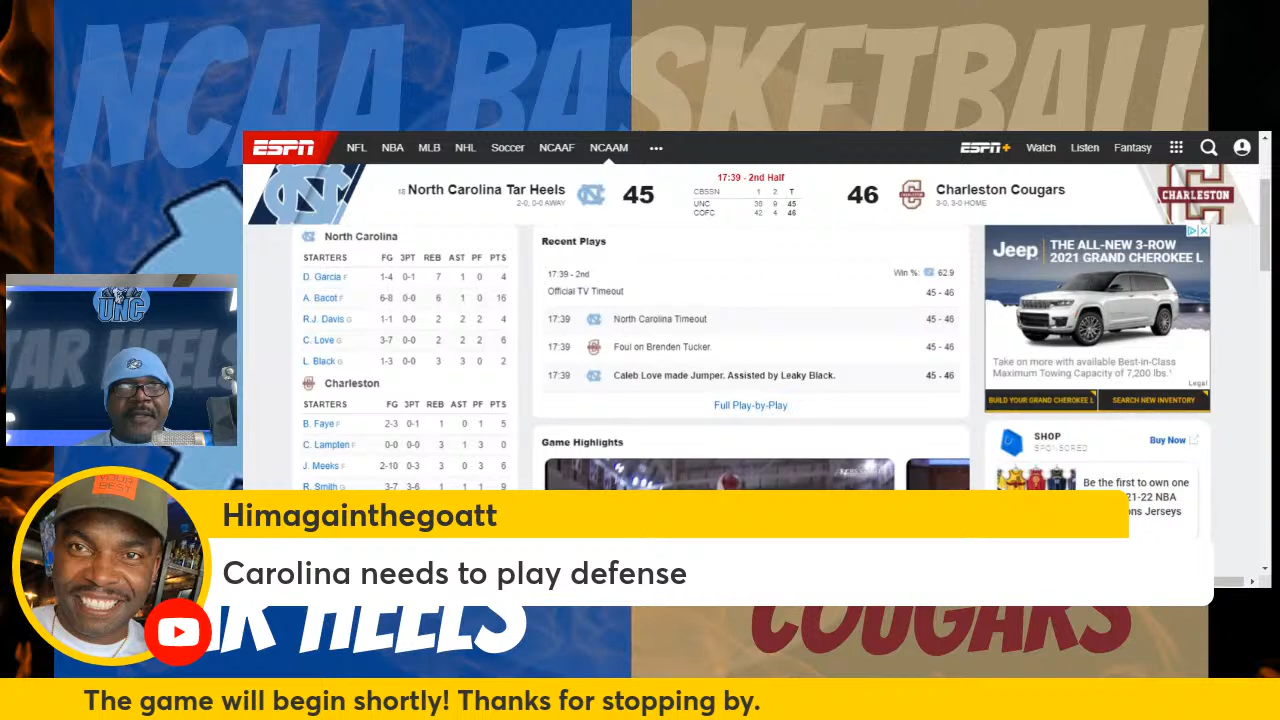 NCAA BASKETBALL
ESPN NFL NBA MLB NHL Soccer NCAAF NCAAM ••• ESPN+ Watch Listen Fantasy
18 North Carolina Tar Heels 45 17:39 - 2nd Half 46 Charleston Cougars
2-0, 0-0 AWAY 3-0, 3-0 HOME
CBSSN 1 2 T
UNC 36 9 45
COFC 42 4 46
CHARLESTON
North Carolina
STARTERS FG 3PT REB AST PF PTS
D. Garcia F 1-4 0-1 7 1 0 4
A. Bacot F 6-8 0-0 6 1 0 16
R.J. Davis G 1-1 0-0 2 2 2 4
C. Love G 3-7 0-0 2 2 2 6
L. Black G 1-3 0-0 3 3 0 2
Charleston
STARTERS FG 3PT REB AST PF PTS
B. Faye F 2-3 0-1 1 0 1 5
C. Lampten F 0-0 0-0 3 1 3 0
J. Meeks F 2-10 0-3 3 0 3 6
R. Smith G 3-7 3-6 1 1 1 9
Recent Plays
17:39 - 2nd Win %: 62.9
Official TV Timeout 45 - 46
17:39 North Carolina Timeout 45 - 46
17:39 Foul on Brenden Tucker. 45 - 46
17:39 Caleb Love made Jumper. Assisted by Leaky Black. 45 - 46
Full Play-by-Play
Game Highlights
Jeep THE ALL-NEW 3-ROW
2021 GRAND CHEROKEE L
Take on more with available Best-in-Class
Maximum Towing Capacity of 7,200 lbs.¹
Legal
BUILD YOUR GRAND CHEROKEE L SEARCH NEW INVENTORY
SHOP Buy Now
SPONSORED
Be the first to own one
21-22 NBA
ons Jerseys
UNC
TAR HEELS
YOUR
BEST
Himagainthegoatt
Carolina needs to play defense
AR HEELS COUGARS
The game will begin shortly! Thanks for stopping by.